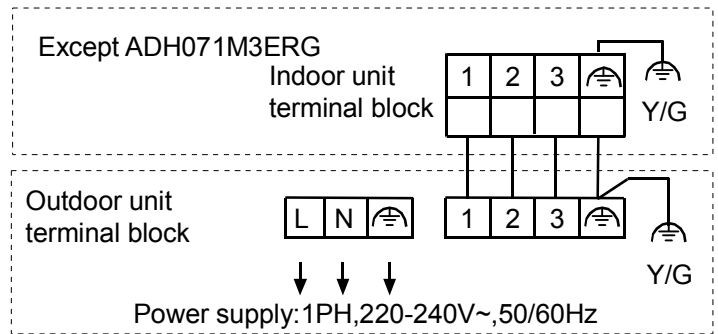 Except ADH071M3ERG
Indoor unit
terminal block
1 2 3
Y/G
Outdoor unit
terminal block
L N
1 2 3
Y/G
Power supply:1PH,220-240V~,50/60Hz